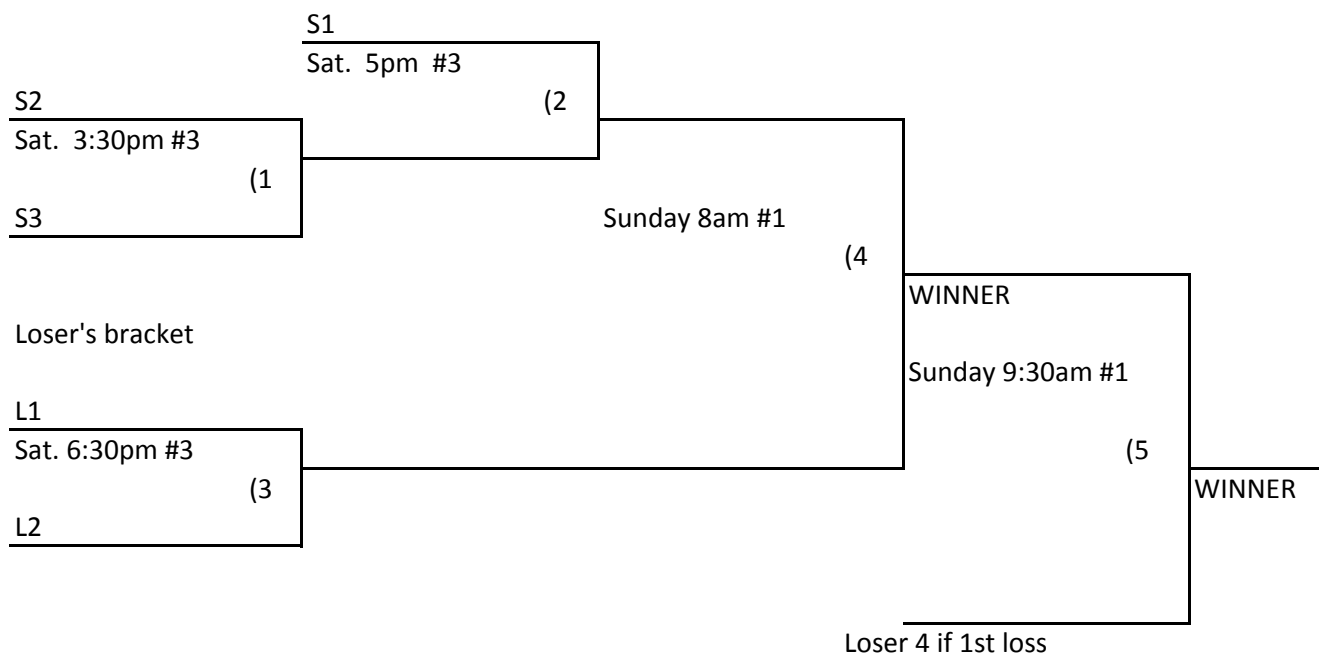 S1
Sat.  5pm  #3
S2
(2
Sat.  3:30pm #3
(1
S3
Sunday 8am #1
(4
WINNER
Loser's bracket
Sunday 9:30am #1
L1
Sat. 6:30pm #3
(5
(3
WINNER
L2
Loser 4 if 1st loss